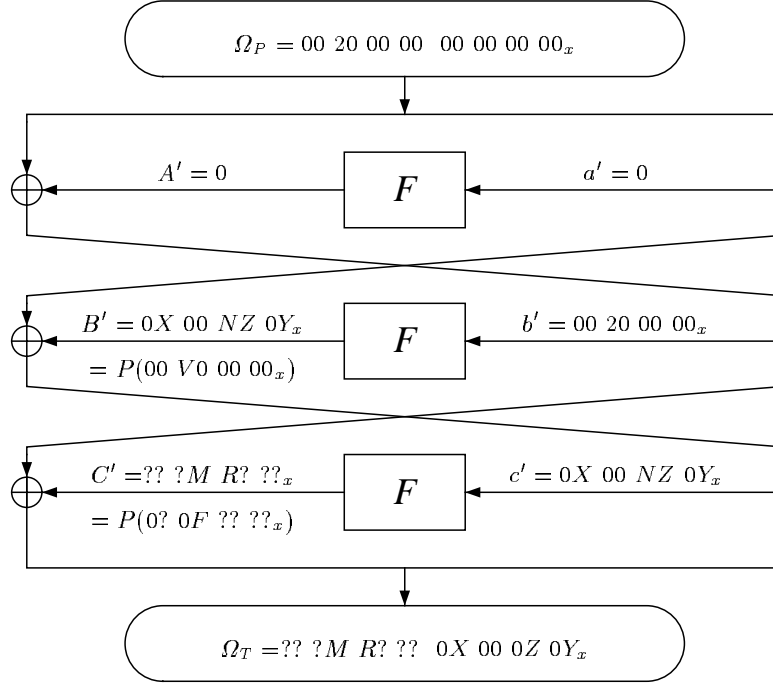 Ω_P = 00 20 00 00 00 00 00 00_x
A' = 0
F
a' = 0
B' = 0X 00 NZ 0Y_x
= P(00 V0 00 00_x)
F
b' = 00 20 00 00_x
C' =?? ?M R? ??_x
= P(0? 0F ?? ??_x)
F
c' = 0X 00 NZ 0Y_x
Ω_T =?? ?M R? ?? 0X 00 0Z 0Y_x